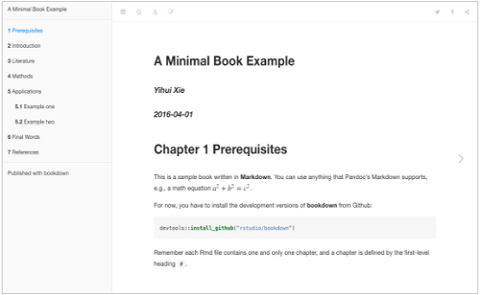 A Minimal Book Example
1 Prerequisites
2 Introduction
3 Literature
4 Methods
5 Applications
5.1 Example one
5.2 Example two
6 Final Words
7 References
Published with bookdown
A Minimal Book Example
Yihui Xie
2016-04-01
Chapter 1 Prerequisites
This is a sample book written in Markdown. You can use anything that Pandoc's Markdown supports,
e.g., a math equation a² + b² = c².
For now, you have to install the development versions of bookdown from Github:
devtools::install_github("rstudio/bookdown")
Remember each Rmd file contains one and only one chapter, and a chapter is defined by the first-level
heading #.